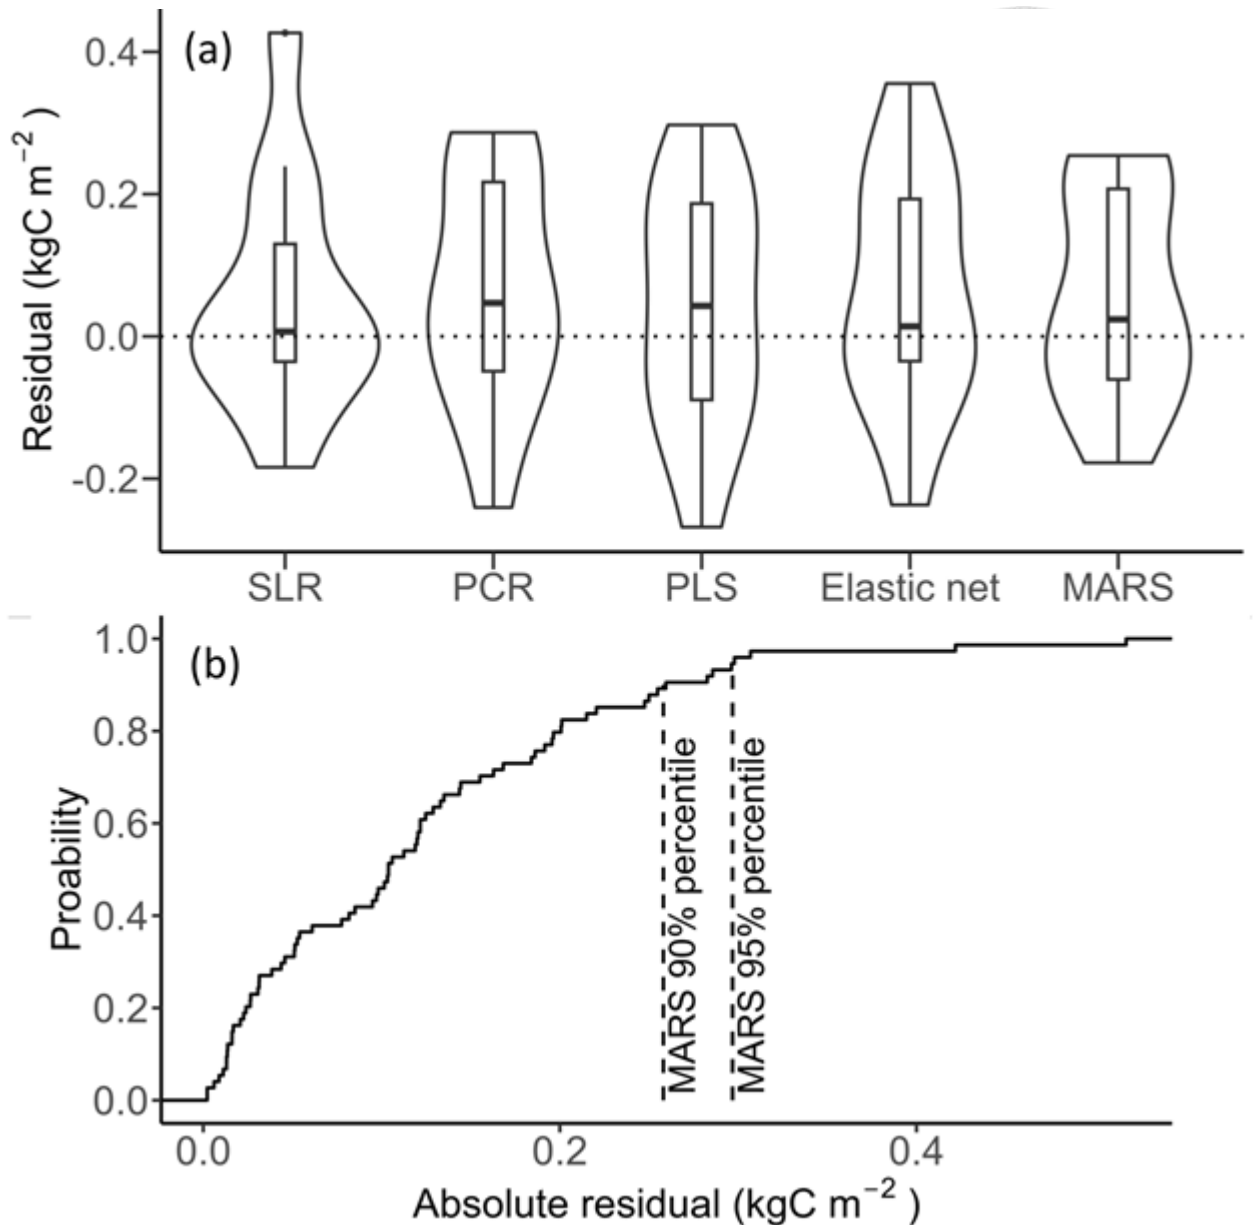 (a)
Residual (kgC m⁻² )
0.4
0.2
0.0
-0.2
SLR PCR PLS Elastic net MARS
(b)
Proability
1.0
0.8
0.6
0.4
0.2
0.0
MARS 90% percentile
MARS 95% percentile
0.0 0.2 0.4
Absolute residual (kgC m⁻² )